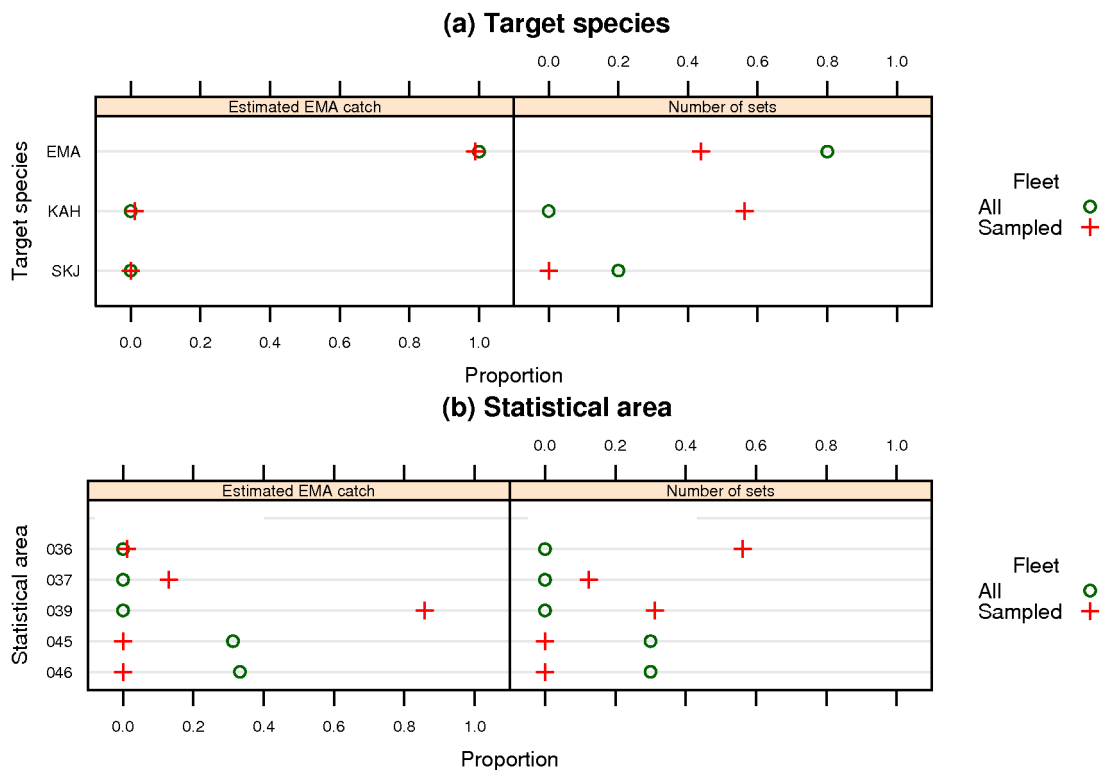 (a) Target species
0.0 0.2 0.4 0.6 0.8 1.0
Estimated EMA catch Number of sets
Target species
EMA
KAH
SKJ
Fleet
All
Sampled
0.0 0.2 0.4 0.6 0.8 1.0
Proportion
(b) Statistical area
0.0 0.2 0.4 0.6 0.8 1.0
Estimated EMA catch Number of sets
Statistical area
036
037
039
045
046
Fleet
All
Sampled
0.0 0.2 0.4 0.6 0.8 1.0
Proportion